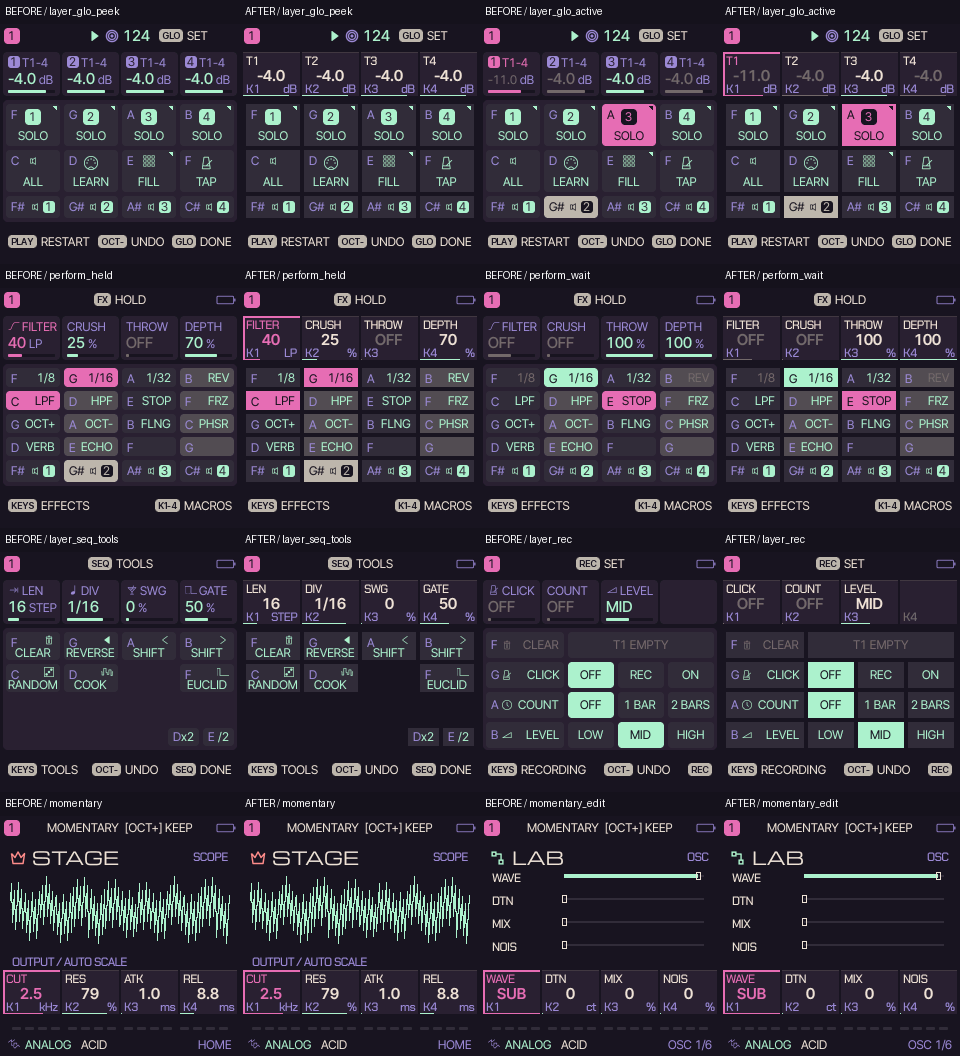 BEFORE / layer_glo_peek AFTER / layer_glo_peek BEFORE / layer_glo_active AFTER / layer_glo_active
1 124 GLO SET 1 124 GLO SET 1 124 GLO SET 1 124 GLO SET
1 T1-4 2 T1-4 3 T1-4 4 T1-4 T1 T2 T3 T4 1 T1-4 2 T1-4 3 T1-4 4 T1-4 T1 T2 T3 T4
-4.0 dB -4.0 dB -4.0 dB -4.0 dB -4.0 -4.0 -4.0 -4.0 -11.0 dB -4.0 dB -4.0 dB -4.0 dB -11.0 -4.0 -4.0 -4.0
K1 dB K2 dB K3 dB K4 dB K1 dB K2 dB K3 dB K4 dB
F 1 G 2 A 3 B 4 F 1 G 2 A 3 B 4 F 1 G 2 A 3 B 4 F 1 G 2 A 3 B 4
SOLO SOLO SOLO SOLO SOLO SOLO SOLO SOLO SOLO SOLO SOLO SOLO SOLO SOLO SOLO SOLO
C D E F C D E F C D E F C D E F
ALL LEARN FILL TAP ALL LEARN FILL TAP ALL LEARN FILL TAP ALL LEARN FILL TAP
F# 1 G# 2 A# 3 C# 4 F# 1 G# 2 A# 3 C# 4 F# 1 G# 2 A# 3 C# 4 F# 1 G# 2 A# 3 C# 4
PLAY RESTART OCT- UNDO GLO DONE PLAY RESTART OCT- UNDO GLO DONE PLAY RESTART OCT- UNDO GLO DONE PLAY RESTART OCT- UNDO GLO DONE
BEFORE / perform_held AFTER / perform_held BEFORE / perform_wait AFTER / perform_wait
1 FX HOLD 1 FX HOLD 1 FX HOLD 1 FX HOLD
FILTER CRUSH THROW DEPTH FILTER CRUSH THROW DEPTH FILTER CRUSH THROW DEPTH FILTER CRUSH THROW DEPTH
40 LP 25 % OFF 70 % 40 25 OFF 70 OFF OFF 100 % 100 % OFF OFF 100 100
K1 LP K2 % K3 K4 % K1 K2 K3 % K4 %
F 1/8 G 1/16 A 1/32 B REV F 1/8 G 1/16 A 1/32 B REV F 1/8 G 1/16 A 1/32 B REV F 1/8 G 1/16 A 1/32 B REV
C LPF D HPF E STOP F FRZ C LPF D HPF E STOP F FRZ C LPF D HPF E STOP F FRZ C LPF D HPF E STOP F FRZ
G OCT+ A OCT- B FLNG C PHSR G OCT+ A OCT- B FLNG C PHSR G OCT+ A OCT- B FLNG C PHSR G OCT+ A OCT- B FLNG C PHSR
D VERB E ECHO F G D VERB E ECHO F G D VERB E ECHO F G D VERB E ECHO F G
F# 1 G# 2 A# 3 C# 4 F# 1 G# 2 A# 3 C# 4 F# 1 G# 2 A# 3 C# 4 F# 1 G# 2 A# 3 C# 4
KEYS EFFECTS K1-4 MACROS KEYS EFFECTS K1-4 MACROS KEYS EFFECTS K1-4 MACROS KEYS EFFECTS K1-4 MACROS
BEFORE / layer_seq_tools AFTER / layer_seq_tools BEFORE / layer_rec AFTER / layer_rec
1 SEQ TOOLS 1 SEQ TOOLS 1 REC SET 1 REC SET
LEN DIV SWG GATE LEN DIV SWG GATE CLICK COUNT LEVEL CLICK COUNT LEVEL
16 STEP 1/16 0 % 50 % 16 1/16 0 50 OFF OFF MID OFF OFF MID
K1 STEP K2 K3 % K4 % K1 K2 K3 K4
F G A B F G A B F CLEAR T1 EMPTY F CLEAR T1 EMPTY
CLEAR REVERSE SHIFT SHIFT CLEAR REVERSE SHIFT SHIFT
C D F C D F G CLICK OFF REC ON G CLICK OFF REC ON
RANDOM COOK EUCLID RANDOM COOK EUCLID
A COUNT OFF 1 BAR 2 BARS A COUNT OFF 1 BAR 2 BARS
D x2 E /2 D x2 E /2 B LEVEL LOW MID HIGH B LEVEL LOW MID HIGH
KEYS TOOLS OCT- UNDO SEQ DONE KEYS TOOLS OCT- UNDO SEQ DONE KEYS RECORDING OCT- UNDO REC KEYS RECORDING OCT- UNDO REC
BEFORE / momentary AFTER / momentary BEFORE / momentary_edit AFTER / momentary_edit
1 MOMENTARY [OCT+] KEEP 1 MOMENTARY [OCT+] KEEP 1 MOMENTARY [OCT+] KEEP 1 MOMENTARY [OCT+] KEEP
STAGE SCOPE STAGE SCOPE LAB OSC LAB OSC
WAVE WAVE
DTN DTN
MIX MIX
NOIS NOIS
OUTPUT / AUTO SCALE OUTPUT / AUTO SCALE
CUT RES ATK REL CUT RES ATK REL WAVE DTN MIX NOIS WAVE DTN MIX NOIS
2.5 79 1.0 8.8 2.5 79 1.0 8.8 SUB 0 0 0 SUB 0 0 0
K1 kHz K2 % K3 ms K4 ms K1 kHz K2 % K3 ms K4 ms K1 K2 ct K3 % K4 % K1 K2 ct K3 % K4 %
ANALOG ACID HOME ANALOG ACID HOME ANALOG ACID OSC 1/6 ANALOG ACID OSC 1/6